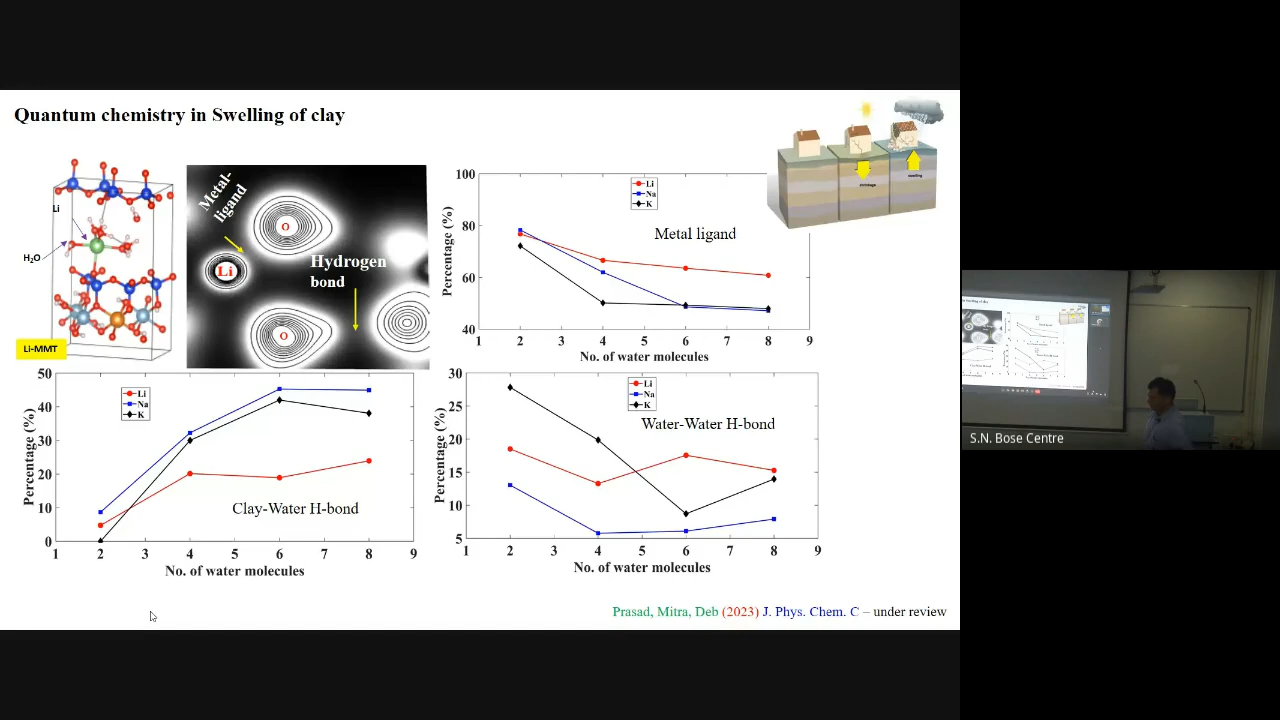 Quantum chemistry in Swelling of clay
shrinkage
swelling
Li
H₂O
Li-MMT
Metal-
ligand
O
Li
Hydrogen
bond
O
100
80
60
40
Percentage (%)
Li
Na
K
Metal ligand
1 2 3 4 5 6 7 8 9
No. of water molecules
50
40
30
20
10
0
Percentage (%)
Li
Na
K
Clay-Water H-bond
1 2 3 4 5 6 7 8 9
No. of water molecules
30
25
20
15
10
5
Percentage (%)
Li
Na
K
Water-Water H-bond
1 2 3 4 5 6 7 8 9
No. of water molecules
Prasad, Mitra, Deb (2023) J. Phys. Chem. C – under review
S.N. Bose Centre